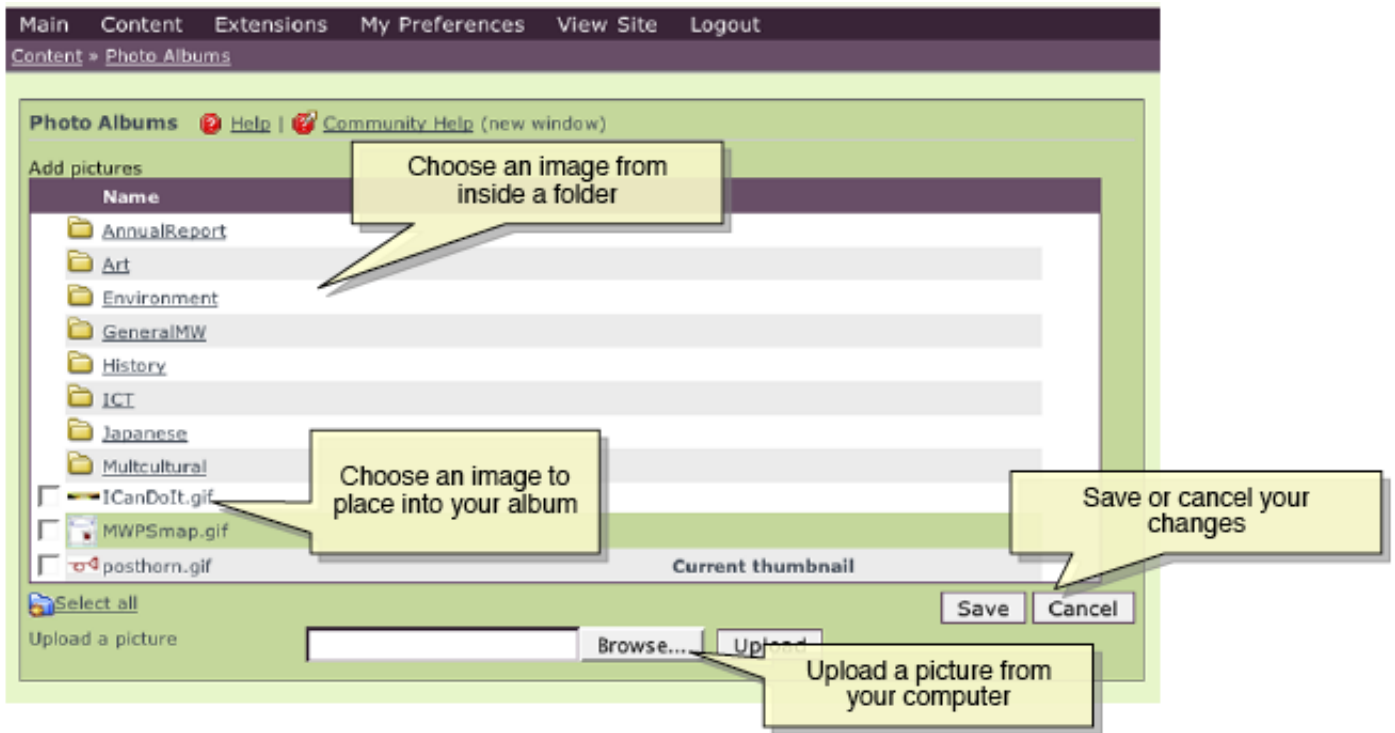 Main Content Extensions My Preferences View Site Logout
Content » Photo Albums
Photo Albums Help | Community Help (new window)
Add pictures
Choose an image from
inside a folder
Name
AnnualReport
Art
Environment
GeneralMW
History
ICT
Japanese
Multcultural
Choose an image to
place into your album
ICanDoIt.gif
MWPSmap.gif
posthorn.gif Current thumbnail
Save or cancel your
changes
Select all Save Cancel
Upload a picture Browse... Upload
Upload a picture from
your computer